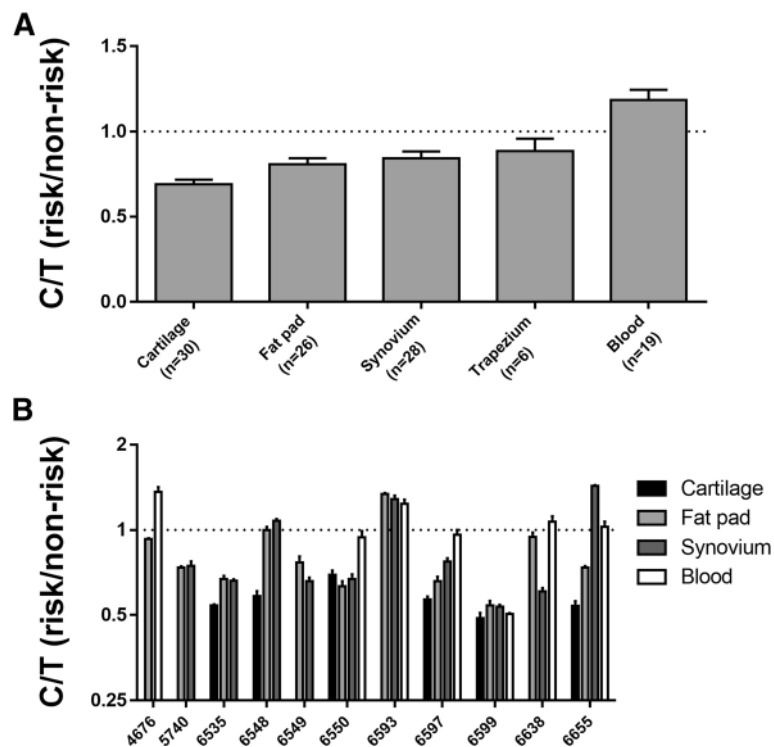 A
C/T (risk/non-risk)
1.5
1.0
0.5
0.0
Cartilage
(n=30)
Fat pad
(n=26)
Synovium
(n=28)
Trapezium
(n=6)
Blood
(n=19)
B
C/T (risk/non-risk)
2
1
0.5
0.25
4676
5740
6535
6548
6549
6550
6593
6597
6599
6638
6655
Cartilage
Fat pad
Synovium
Blood